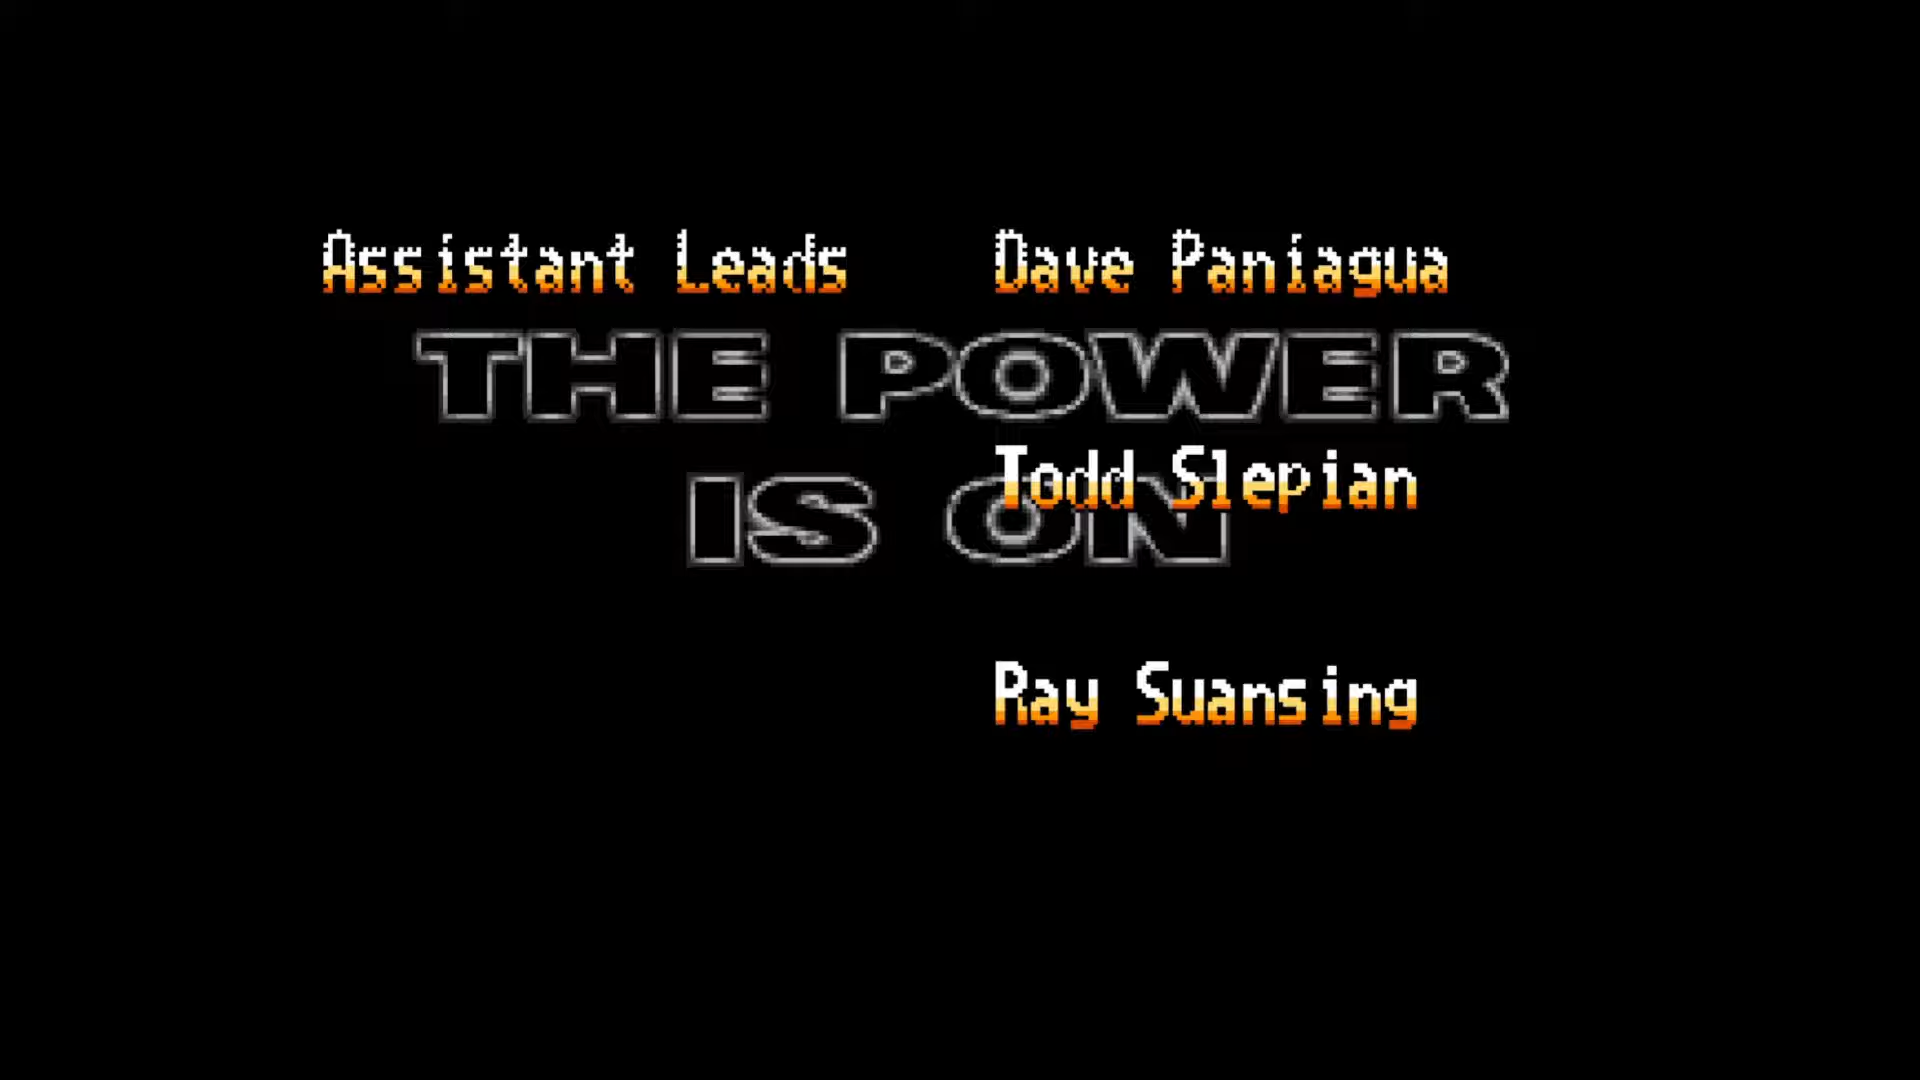 Assistant Leads Dave Paniagua
THE POWER
Todd Slepian
IS ON
Ray Suansing